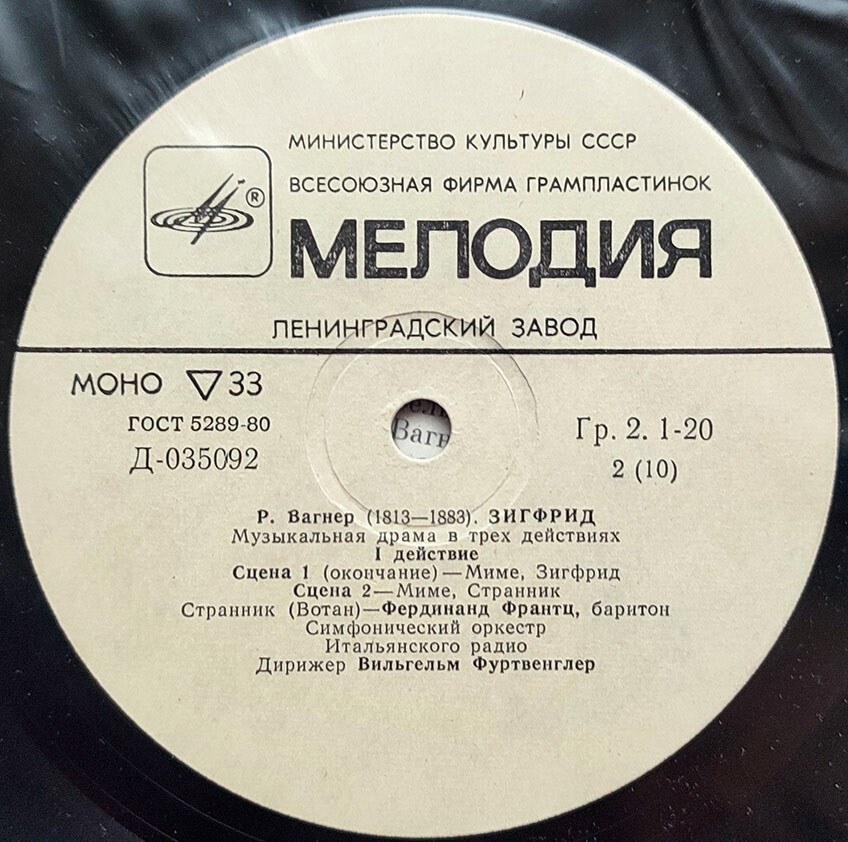 МИНИСТЕРСТВО КУЛЬТУРЫ СССР
ВСЕСОЮЗНАЯ ФИРМА ГРАМПЛАСТИНОК
®
МЕЛОДИЯ
ЛЕНИНГРАДСКИЙ ЗАВОД
МОНО ▽ 33
ГОСТ 5289-80
Д-035092
Гр. 2. 1-20
2 (10)
Вагн
Р. Вагнер (1813—1883). ЗИГФРИД
Музыкальная драма в трех действиях
I действие
Сцена 1 (окончание)—Миме, Зигфрид
Сцена 2—Миме, Странник
Странник (Вотан)—Фердинанд Франтц, баритон
Симфонический оркестр
Итальянского радио
Дирижер Вильгельм Фуртвенглер